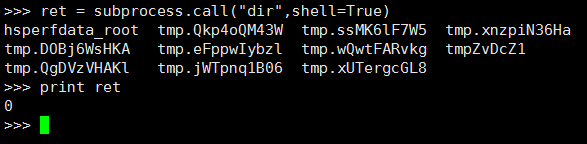 >>> ret = subprocess.call("dir",shell=True)
hsperfdata_root  tmp.Qkp4oQM43W  tmp.ssMK6lF7W5  tmp.xnzpiN36Ha
tmp.DOBj6WsHKA   tmp.eFppwIybzl  tmp.wQwtFARvkg  tmpZvDcZ1
tmp.QgDVzVHAKl   tmp.jWTpnq1B06  tmp.xUTergcGL8
>>> print ret
0
>>>